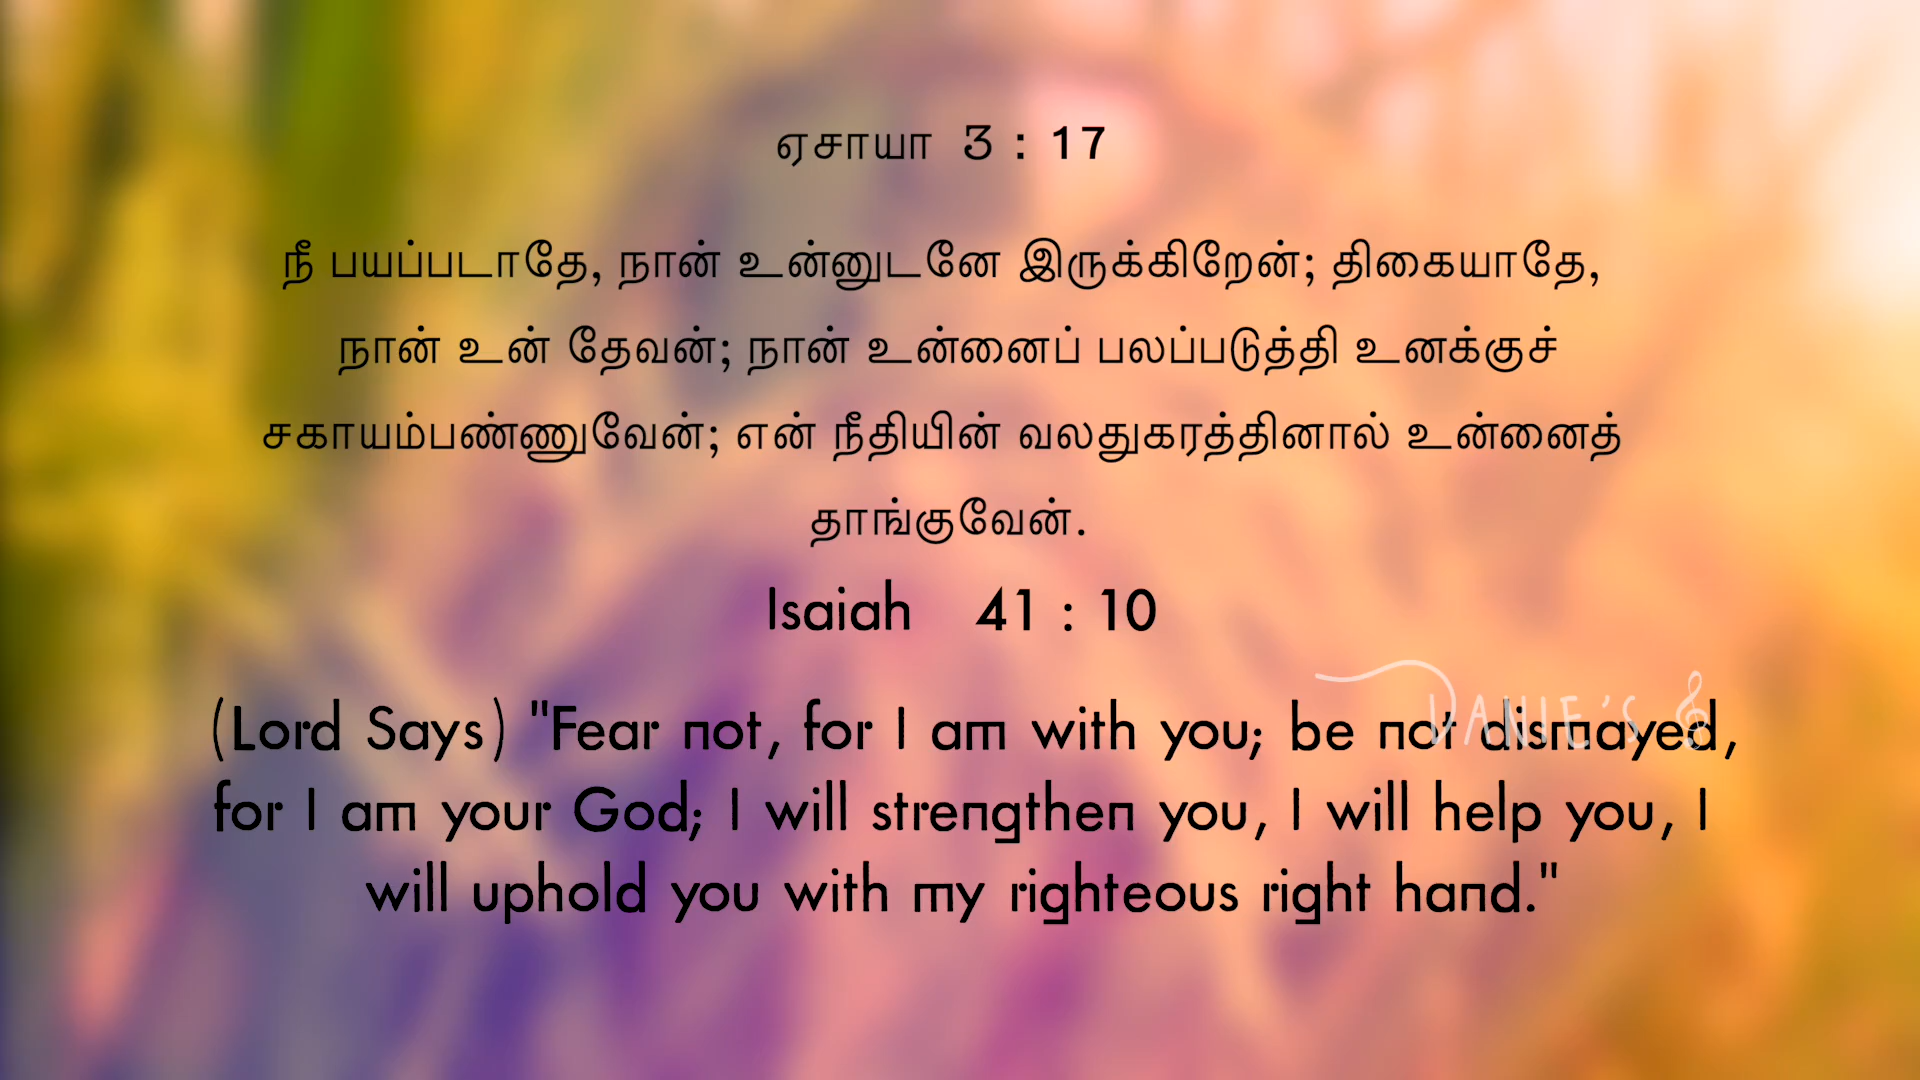 ஏசாயா 3 : 17
நீ பயப்படாதே, நான் உன்னுடனே இருக்கிறேன்; திகையாதே,
நான் உன் தேவன்; நான் உன்னைப் பலப்படுத்தி உனக்குச்
சகாயம்பண்ணுவேன்; என் நீதியின் வலதுகரத்தினால் உன்னைத்
தாங்குவேன்.
Isaiah 41 : 10
(Lord Says) "Fear not, for I am with you; be not dismayed,
for I am your God; I will strengthen you, I will help you, I
will uphold you with my righteous right hand."
DANIE'S